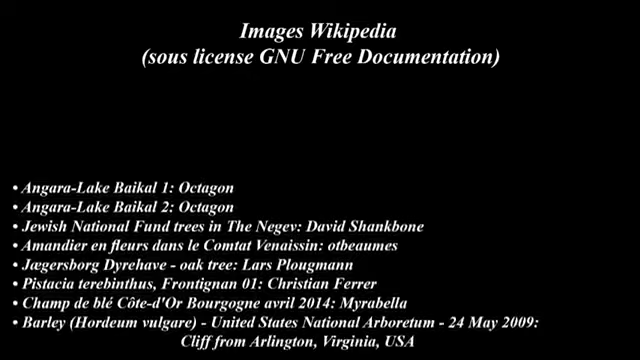 Images Wikipedia
(sous license GNU Free Documentation)
• Angara-Lake Baikal 1: Octagon
• Angara-Lake Baikal 2: Octagon
• Jewish National Fund trees in The Negev: David Shankbone
• Amandier en fleurs dans le Comtat Venaissin: otbeaumes
• Jægersborg Dyrehave - oak tree: Lars Plougmann
• Pistacia terebinthus, Frontignan 01: Christian Ferrer
• Champ de blé Côte-d'Or Bourgogne avril 2014: Myrabella
• Barley (Hordeum vulgare) - United States National Arboretum - 24 May 2009:
Cliff from Arlington, Virginia, USA